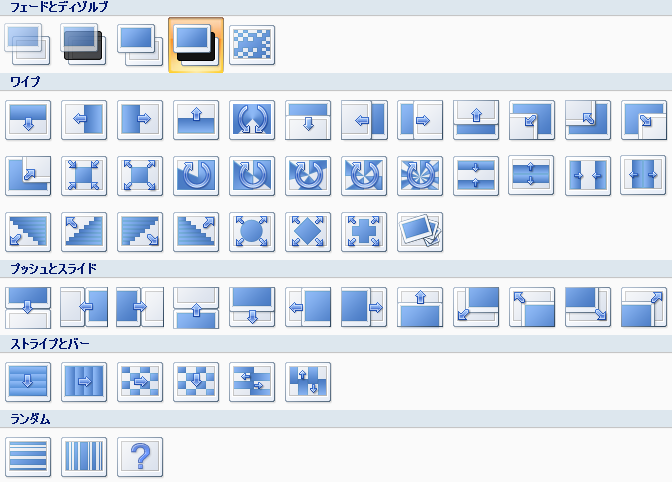 フェードとディゾルブ
ワイプ
プッシュとスライド
ストライプとバー
ランダム
?